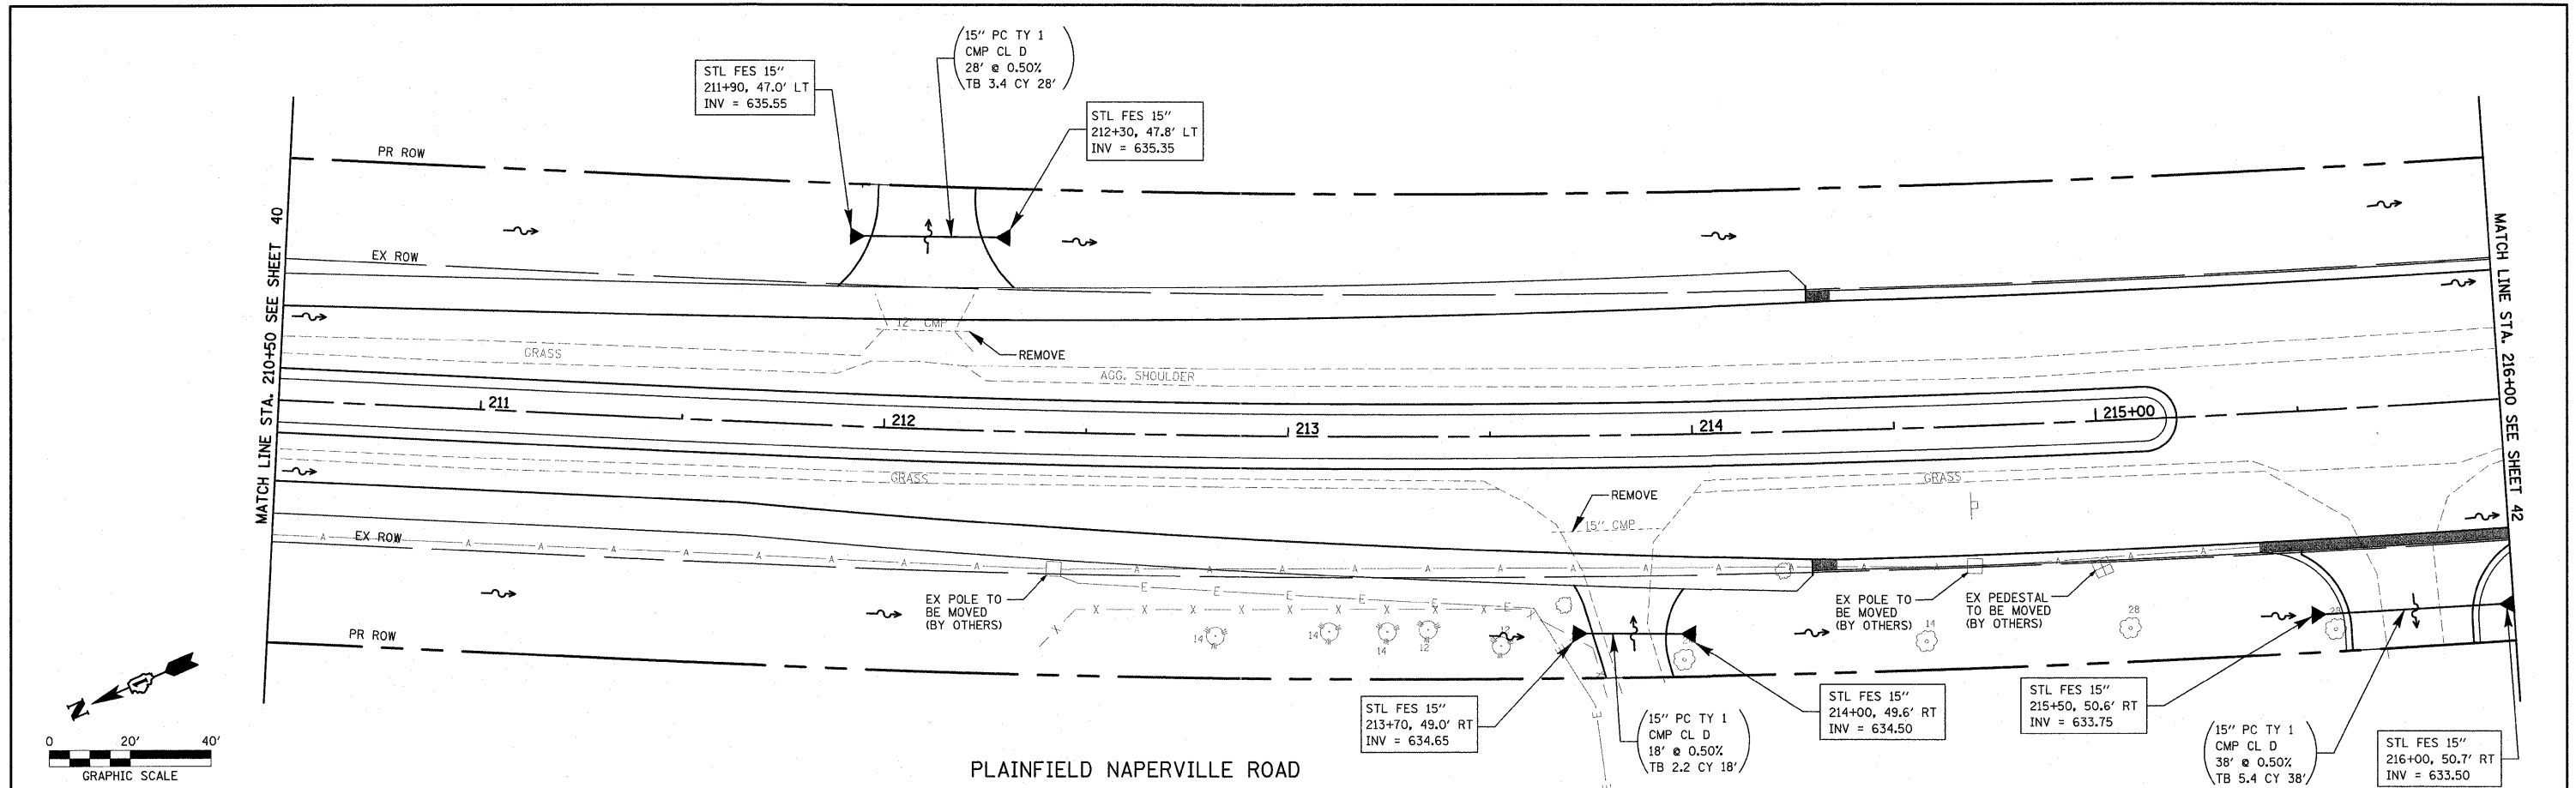 15" PC TY 1
CMP CL D
28' @ 0.50%
TB 3.4 CY 28'
STL FES 15"
211+90, 47.0' LT
INV = 635.55
STL FES 15"
212+30, 47.8' LT
INV = 635.35
PR ROW
EX ROW
MATCH LINE STA. 210+50 SEE SHEET 40
MATCH LINE STA. 216+00 SEE SHEET 42
12" CMP
REMOVE
GRASS
AGG. SHOULDER
211
212
213
214
215+00
GRASS
GRASS
REMOVE
15" CMP
EX ROW
A A A A A A A A A A A A A A A A A A A A A A A
E E E E E E
X X X X X X X X X X X
EX POLE TO
BE MOVED
(BY OTHERS)
EX POLE TO
BE MOVED
(BY OTHERS)
EX PEDESTAL
TO BE MOVED
(BY OTHERS)
14
14
14
12
12
14
28
28
PR ROW
N
0 20' 40'
GRAPHIC SCALE
STL FES 15"
213+70, 49.0' RT
INV = 634.65
15" PC TY 1
CMP CL D
18' @ 0.50%
TB 2.2 CY 18'
STL FES 15"
214+00, 49.6' RT
INV = 634.50
STL FES 15"
215+50, 50.6' RT
INV = 633.75
15" PC TY 1
CMP CL D
38' @ 0.50%
TB 5.4 CY 38'
STL FES 15"
216+00, 50.7' RT
INV = 633.50
E
PLAINFIELD NAPERVILLE ROAD